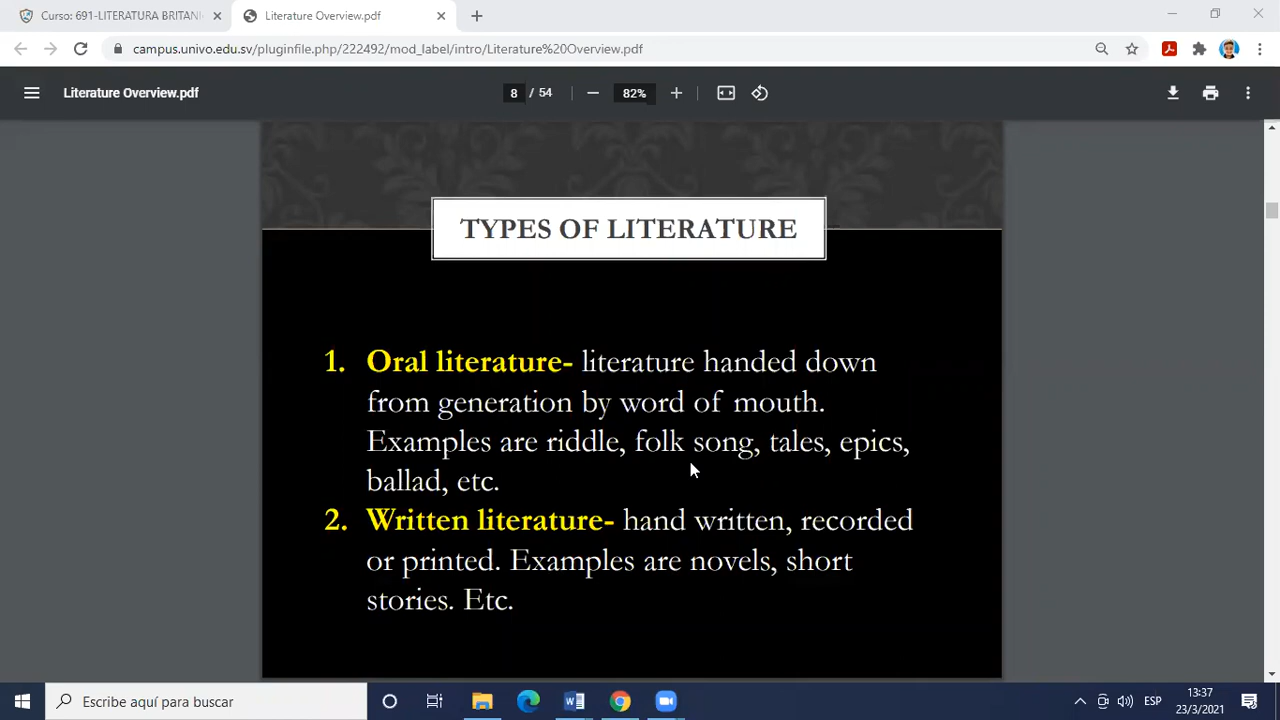 Curso: 691-LITERATURA BRITANI
Literature Overview.pdf
campus.univo.edu.sv/pluginfile.php/222492/mod_label/intro/Literature%20Overview.pdf
Literature Overview.pdf
8 / 54
82%
TYPES OF LITERATURE
1. Oral literature- literature handed down
from generation by word of mouth.
Examples are riddle, folk song, tales, epics,
ballad, etc.
2. Written literature- hand written, recorded
or printed. Examples are novels, short
stories. Etc.
Escribe aquí para buscar
ESP
13:37
23/3/2021